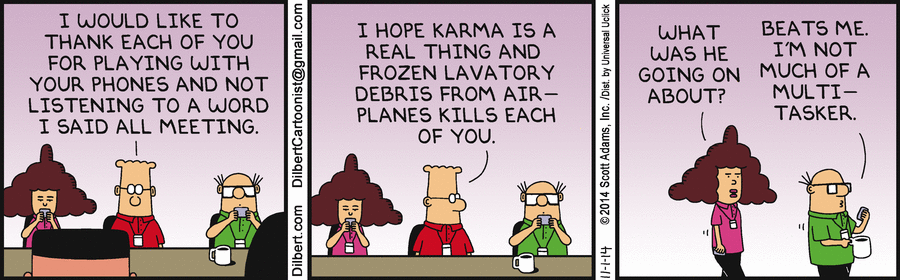 I WOULD LIKE TO
THANK EACH OF YOU
FOR PLAYING WITH
YOUR PHONES AND NOT
LISTENING TO A WORD
I SAID ALL MEETING.
Dilbert.com DilbertCartoonist@gmail.com
I HOPE KARMA IS A
REAL THING AND
FROZEN LAVATORY
DEBRIS FROM AIR-
PLANES KILLS EACH
OF YOU.
11-1-14 © 2014 Scott Adams, Inc. /Dist. by Universal Uclick
WHAT
WAS HE
GOING ON
ABOUT?
BEATS ME.
I'M NOT
MUCH OF A
MULTI-
TASKER.